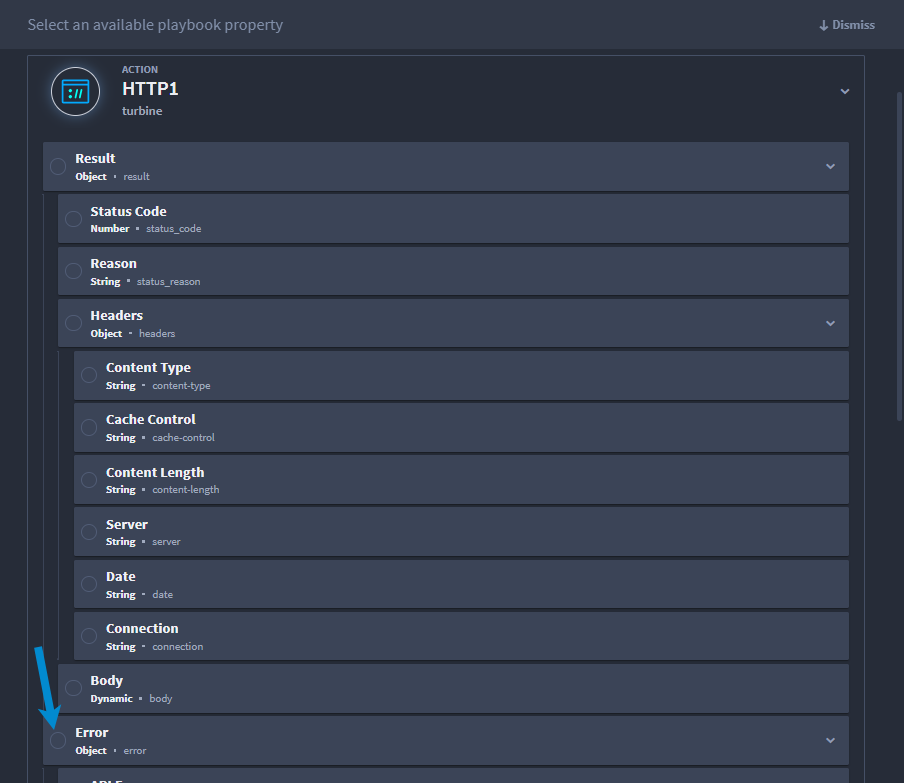 Select an available playbook property
Dismiss
ACTION
HTTP1
turbine
://
Result
Object • result
Status Code
Number • status_code
Reason
String • status_reason
Headers
Object • headers
Content Type
String • content-type
Cache Control
String • cache-control
Content Length
String • content-length
Server
String • server
Date
String • date
Connection
String • connection
Body
Dynamic • body
Error
Object • error